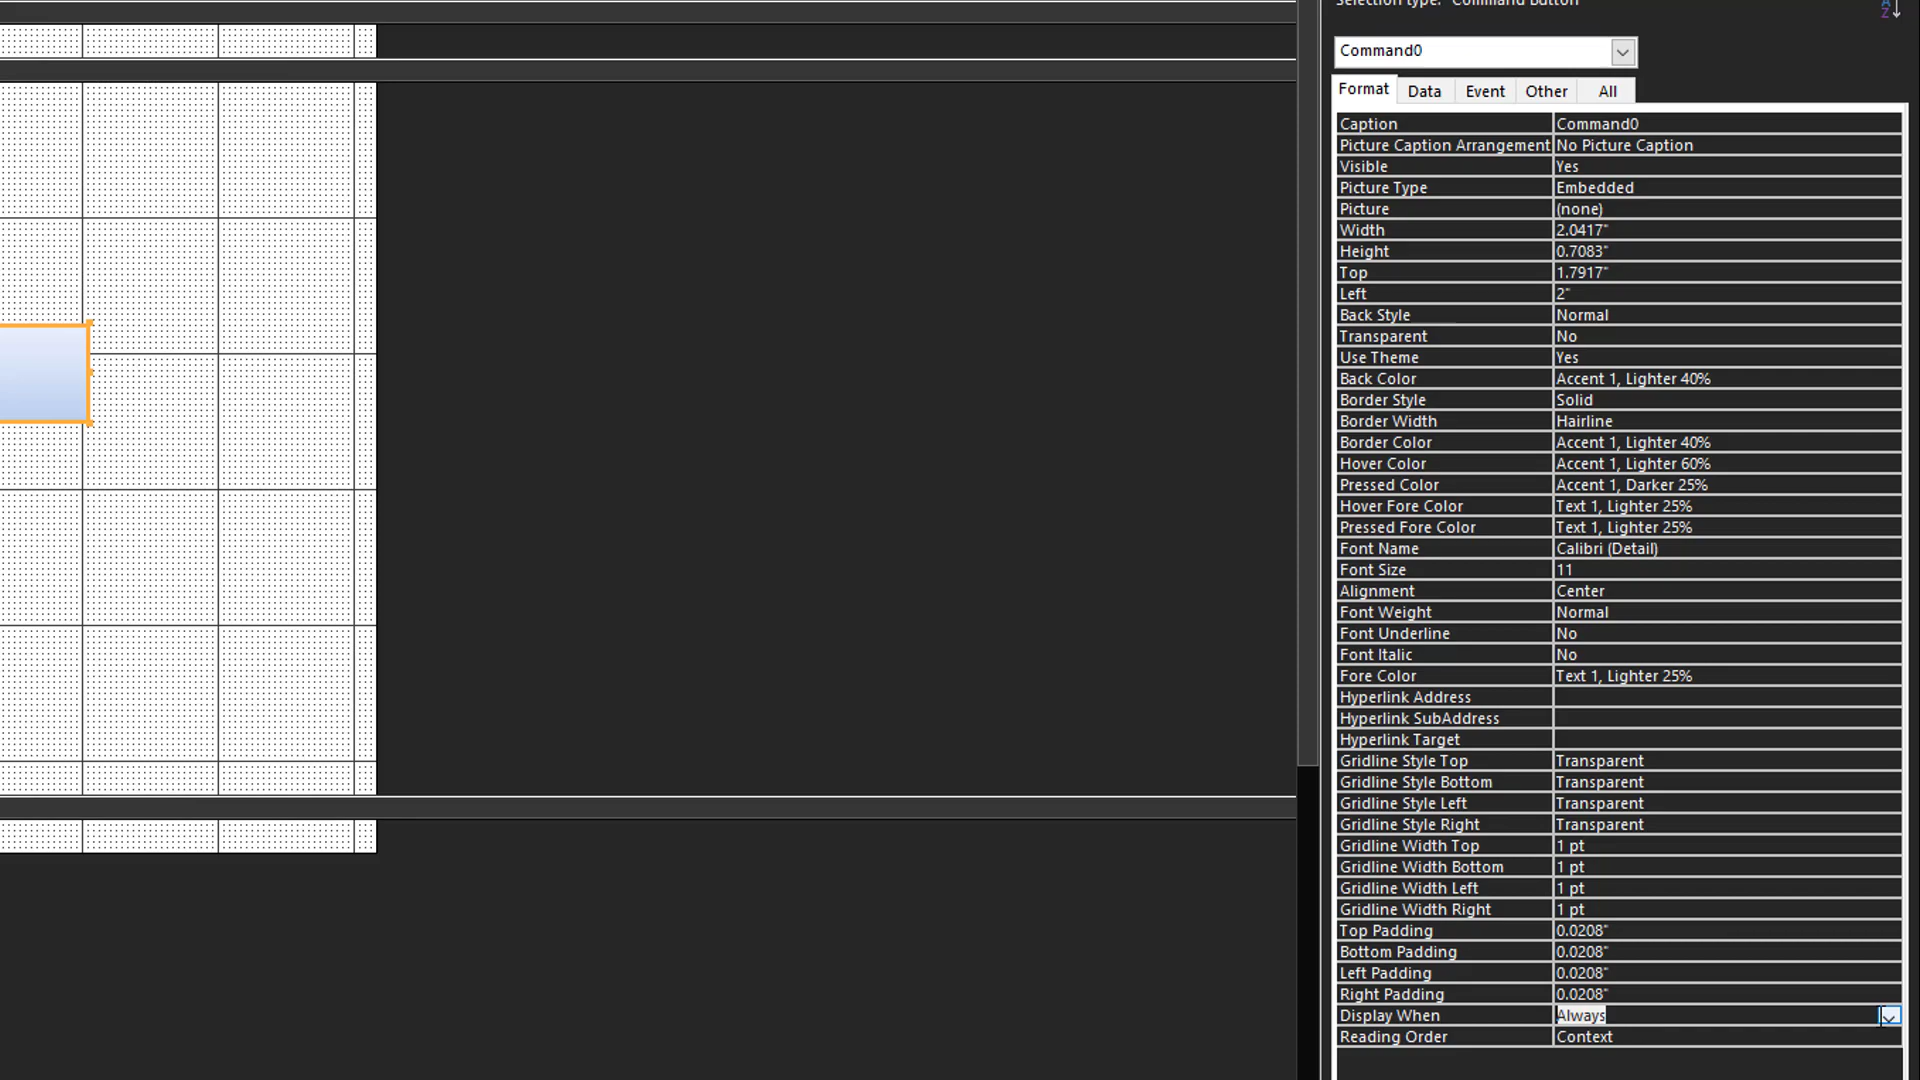 Selection type: Command Button
Command0
Format Data Event Other All
Caption Command0
Picture Caption Arrangement No Picture Caption
Visible Yes
Picture Type Embedded
Picture (none)
Width 2.0417"
Height 0.7083"
Top 1.7917"
Left 2"
Back Style Normal
Transparent No
Use Theme Yes
Back Color Accent 1, Lighter 40%
Border Style Solid
Border Width Hairline
Border Color Accent 1, Lighter 40%
Hover Color Accent 1, Lighter 60%
Pressed Color Accent 1, Darker 25%
Hover Fore Color Text 1, Lighter 25%
Pressed Fore Color Text 1, Lighter 25%
Font Name Calibri (Detail)
Font Size 11
Alignment Center
Font Weight Normal
Font Underline No
Font Italic No
Fore Color Text 1, Lighter 25%
Hyperlink Address
Hyperlink SubAddress
Hyperlink Target
Gridline Style Top Transparent
Gridline Style Bottom Transparent
Gridline Style Left Transparent
Gridline Style Right Transparent
Gridline Width Top 1 pt
Gridline Width Bottom 1 pt
Gridline Width Left 1 pt
Gridline Width Right 1 pt
Top Padding 0.0208"
Bottom Padding 0.0208"
Left Padding 0.0208"
Right Padding 0.0208"
Display When Always
Reading Order Context